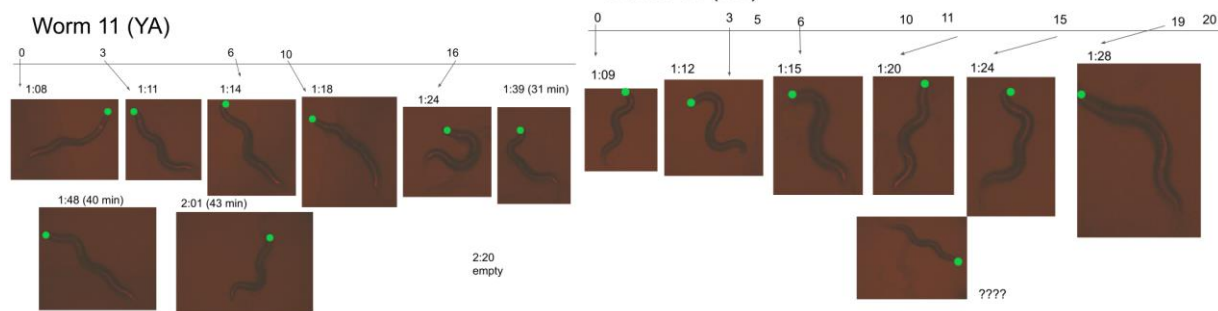 Worm 11 (YA)
0 3 6 10 16
1:08 1:11 1:14 1:18 1:24 1:39 (31 min)
1:48 (40 min) 2:01 (43 min)
2:20
empty
0 3 5 6 10 11 15 19 20
1:09 1:12 1:15 1:20 1:24 1:28
????